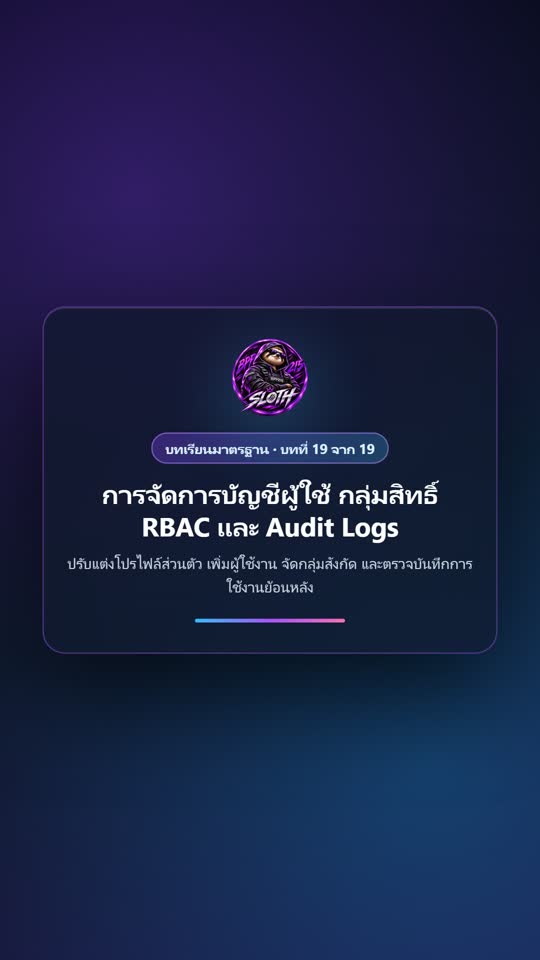 SLOTH
บทเรียนมาตรฐาน · บทที่ 19 จาก 19
การจัดการบัญชีผู้ใช้ กลุ่มสิทธิ์
RBAC และ Audit Logs
ปรับแต่งโปรไฟล์ส่วนตัว เพิ่มผู้ใช้งาน จัดกลุ่มสังกัด และตรวจบันทึกการ
ใช้งานย้อนหลัง